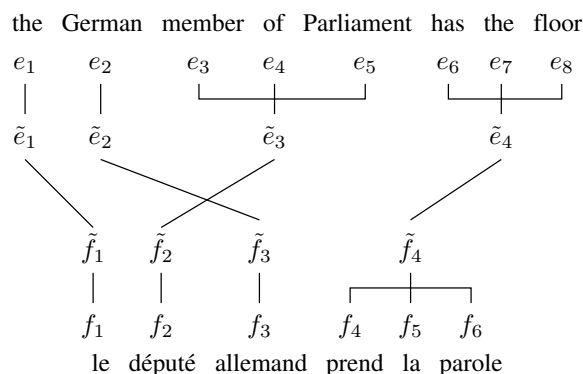 the German member of Parliament has the floor
e₁ e₂ e₃ e₄ e₅ e₆ e₇ e₈
ẽ₁ ẽ₂ ẽ₃ ẽ₄
f̃₁ f̃₂ f̃₃ f̃₄
f₁ f₂ f₃ f₄ f₅ f₆
le député allemand prend la parole